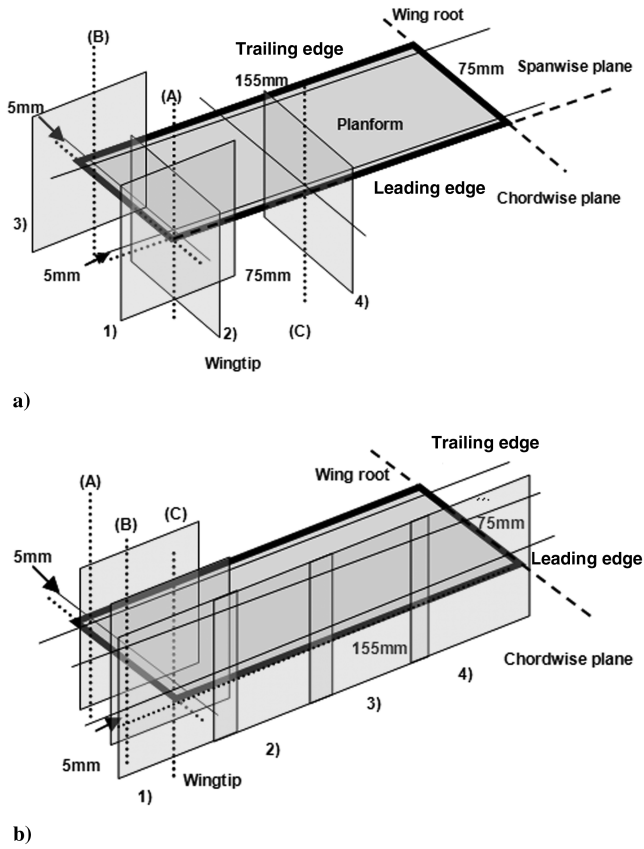 Wing root
(B)
Trailing edge
75mm
Spanwise plane
155mm
(A)
5mm
Planform
Leading edge
Chordwise plane
3)
5mm
75mm
4)
1)
2)
(C)
Wingtip
a)
Trailing edge
Wing root
(A)
(C)
(B)
...
75mm
5mm
Leading edge
155mm
Chordwise plane
4)
3)
2)
5mm
Wingtip
1)
b)